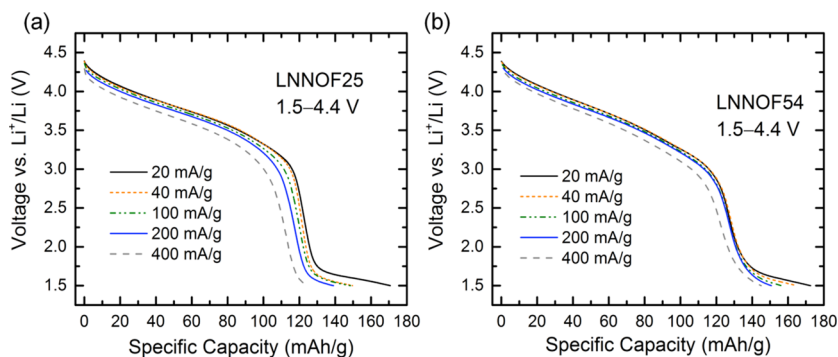 (a)
Voltage vs. Li⁺/Li (V)
4.5
4.0
3.5
3.0
2.5
2.0
1.5
LNNOF25
1.5–4.4 V
20 mA/g
40 mA/g
100 mA/g
200 mA/g
400 mA/g
0 20 40 60 80 100 120 140 160 180
Specific Capacity (mAh/g)
(b)
Voltage vs. Li⁺/Li (V)
4.5
4.0
3.5
3.0
2.5
2.0
1.5
LNNOF54
1.5–4.4 V
20 mA/g
40 mA/g
100 mA/g
200 mA/g
400 mA/g
0 20 40 60 80 100 120 140 160 180
Specific Capacity (mAh/g)